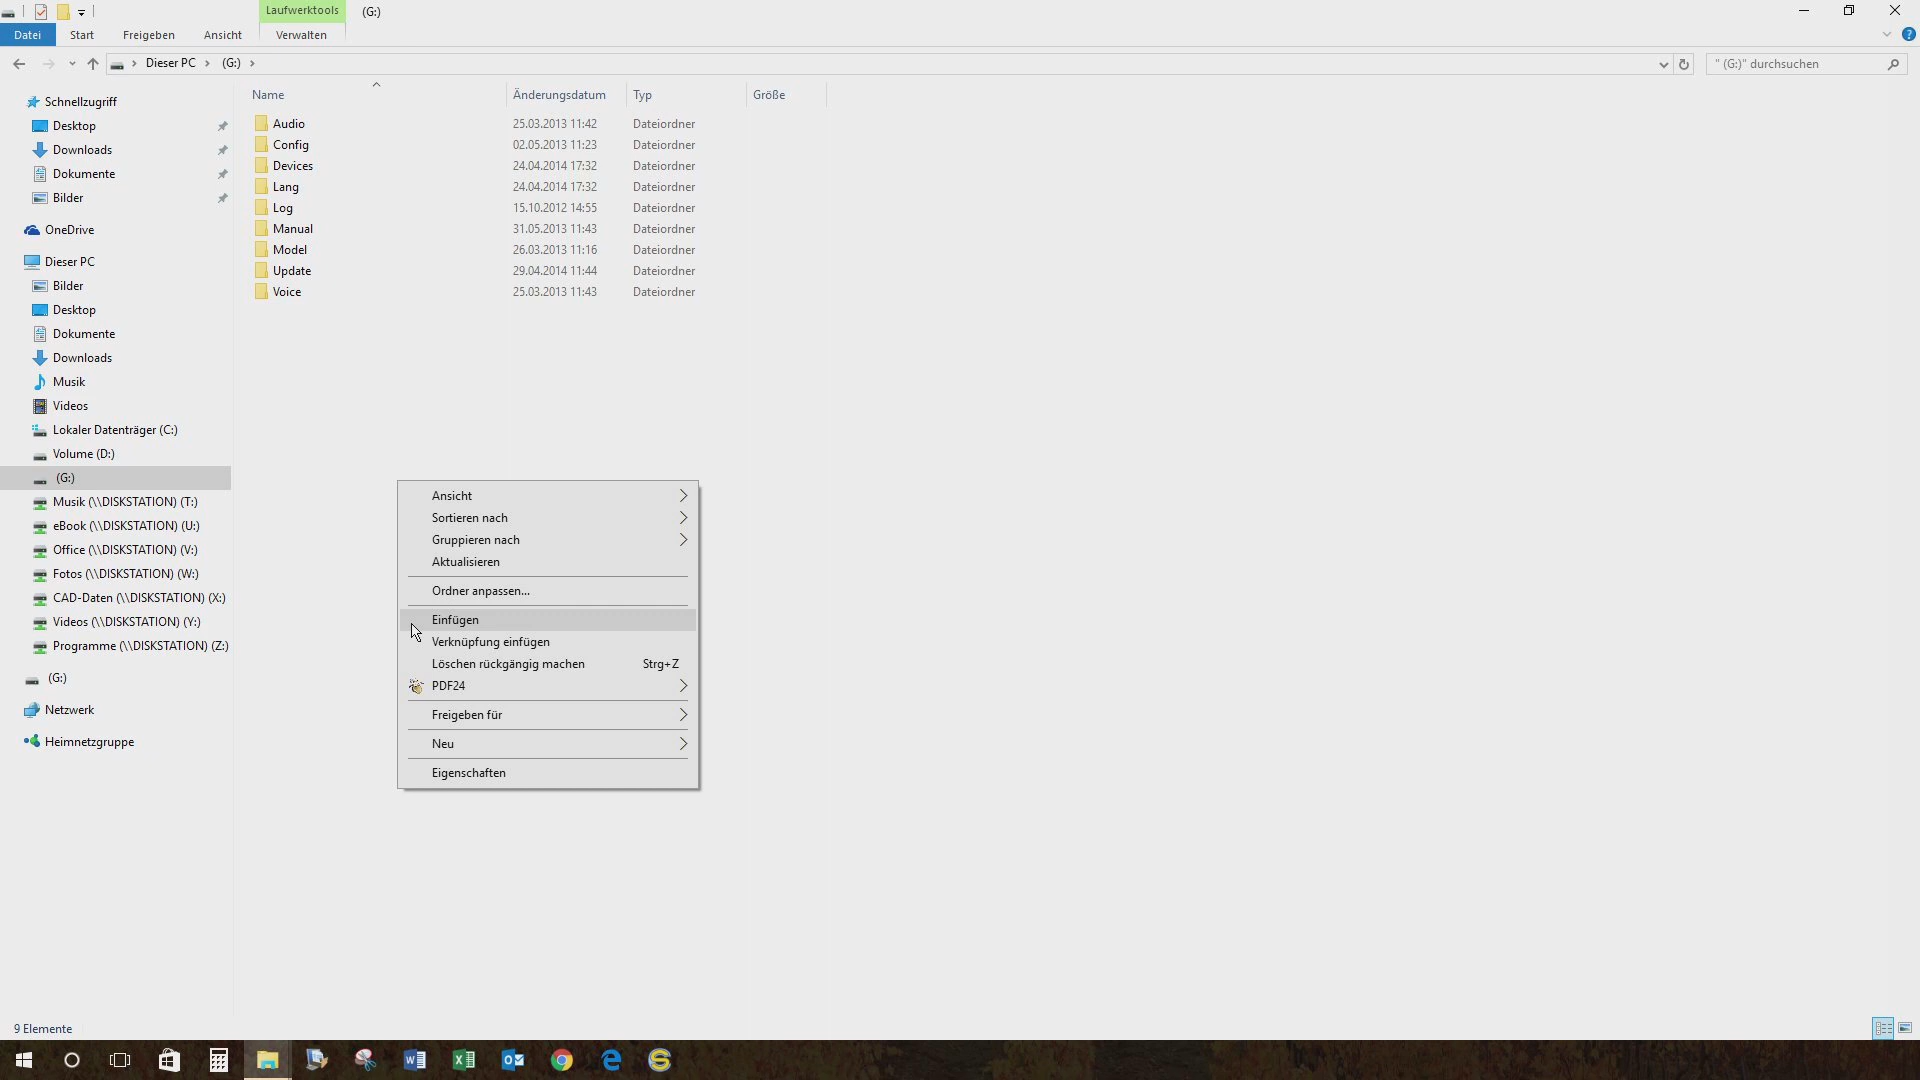 Laufwerktools (G:)
Datei Start Freigeben Ansicht Verwalten
Dieser PC (G:)
" (G:)" durchsuchen
Name Änderungsdatum Typ Größe
Audio 25.03.2013 11:42 Dateiordner
Config 02.05.2013 11:23 Dateiordner
Devices 24.04.2014 17:32 Dateiordner
Lang 24.04.2014 17:32 Dateiordner
Log 15.10.2012 14:55 Dateiordner
Manual 31.05.2013 11:43 Dateiordner
Model 26.03.2013 11:16 Dateiordner
Update 29.04.2014 11:44 Dateiordner
Voice 25.03.2013 11:43 Dateiordner
Schnellzugriff
Desktop
Downloads
Dokumente
Bilder
OneDrive
Dieser PC
Bilder
Desktop
Dokumente
Downloads
Musik
Videos
Lokaler Datenträger (C:)
Volume (D:)
(G:)
Musik (\\DISKSTATION) (T:)
eBook (\\DISKSTATION) (U:)
Office (\\DISKSTATION) (V:)
Fotos (\\DISKSTATION) (W:)
CAD-Daten (\\DISKSTATION) (X:)
Videos (\\DISKSTATION) (Y:)
Programme (\\DISKSTATION) (Z:)
(G:)
Netzwerk
Heimnetzgruppe
Ansicht
Sortieren nach
Gruppieren nach
Aktualisieren
Ordner anpassen...
Einfügen
Verknüpfung einfügen
Löschen rückgängig machen Strg+Z
PDF24
Freigeben für
Neu
Eigenschaften
9 Elemente